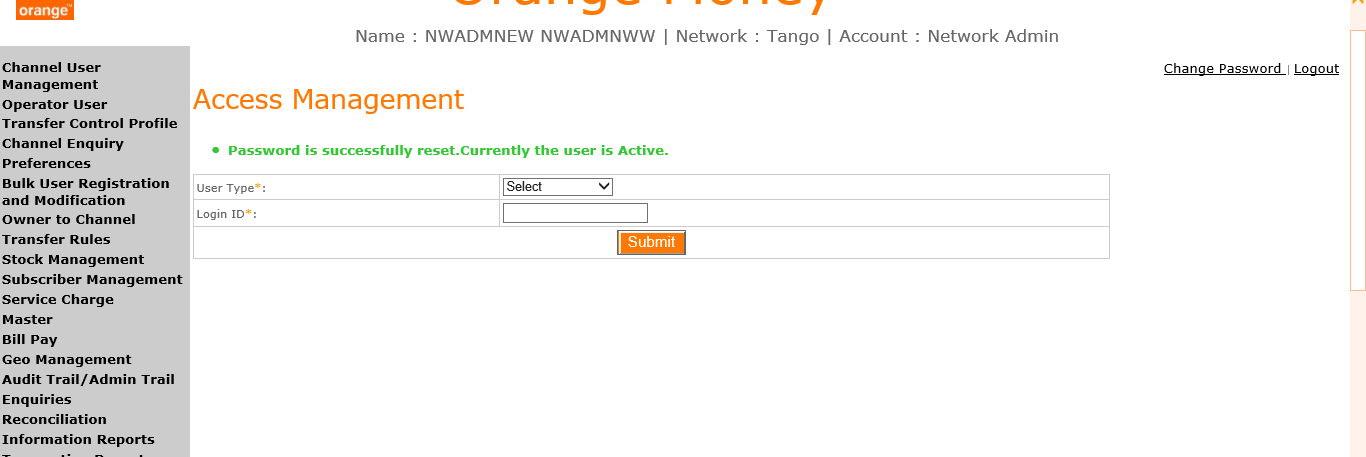 orange™
Orange Money
Name : NWADMNEW NWADMNWW | Network : Tango | Account : Network Admin
Change Password | Logout
Channel User
Management
Operator User
Transfer Control Profile
Channel Enquiry
Preferences
Bulk User Registration
and Modification
Owner to Channel
Transfer Rules
Stock Management
Subscriber Management
Service Charge
Master
Bill Pay
Geo Management
Audit Trail/Admin Trail
Enquiries
Reconciliation
Information Reports
Access Management
• Password is successfully reset.Currently the user is Active.
User Type*: Select
Login ID*:
Submit